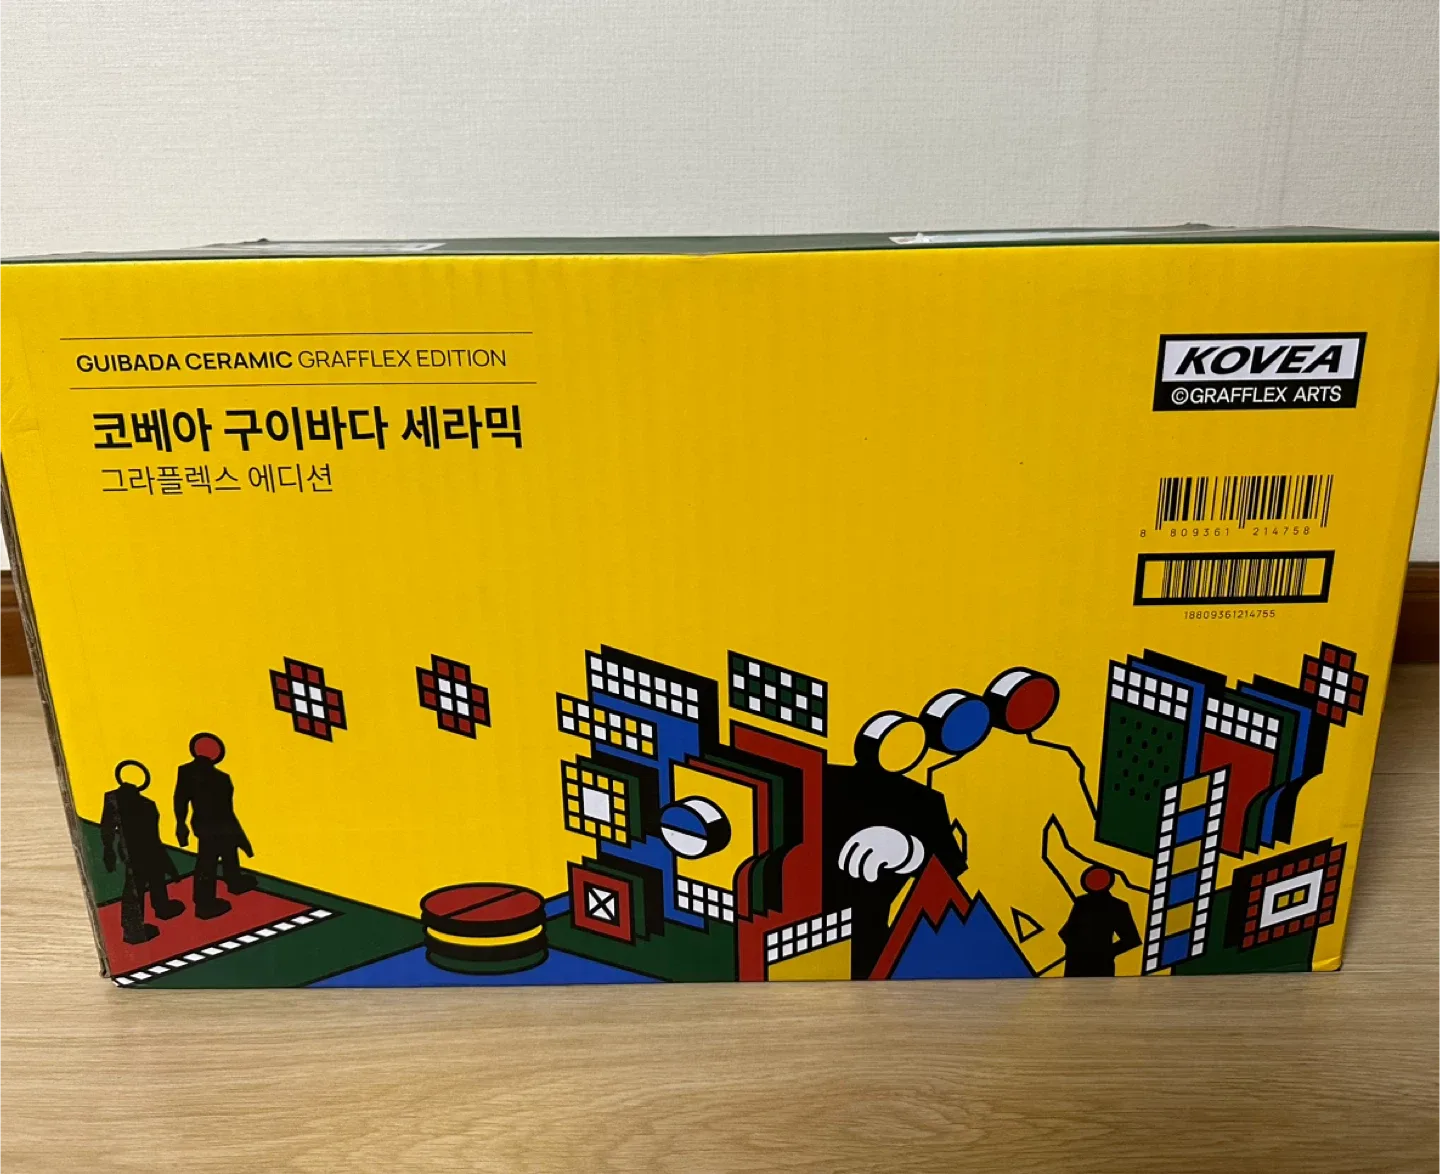 GUIBADA CERAMIC GRAFFLEX EDITION
코베아 구이바다 세라믹
그라플렉스 에디션
KOVEA
©GRAFFLEX ARTS
8 809361 214758
18809361214755